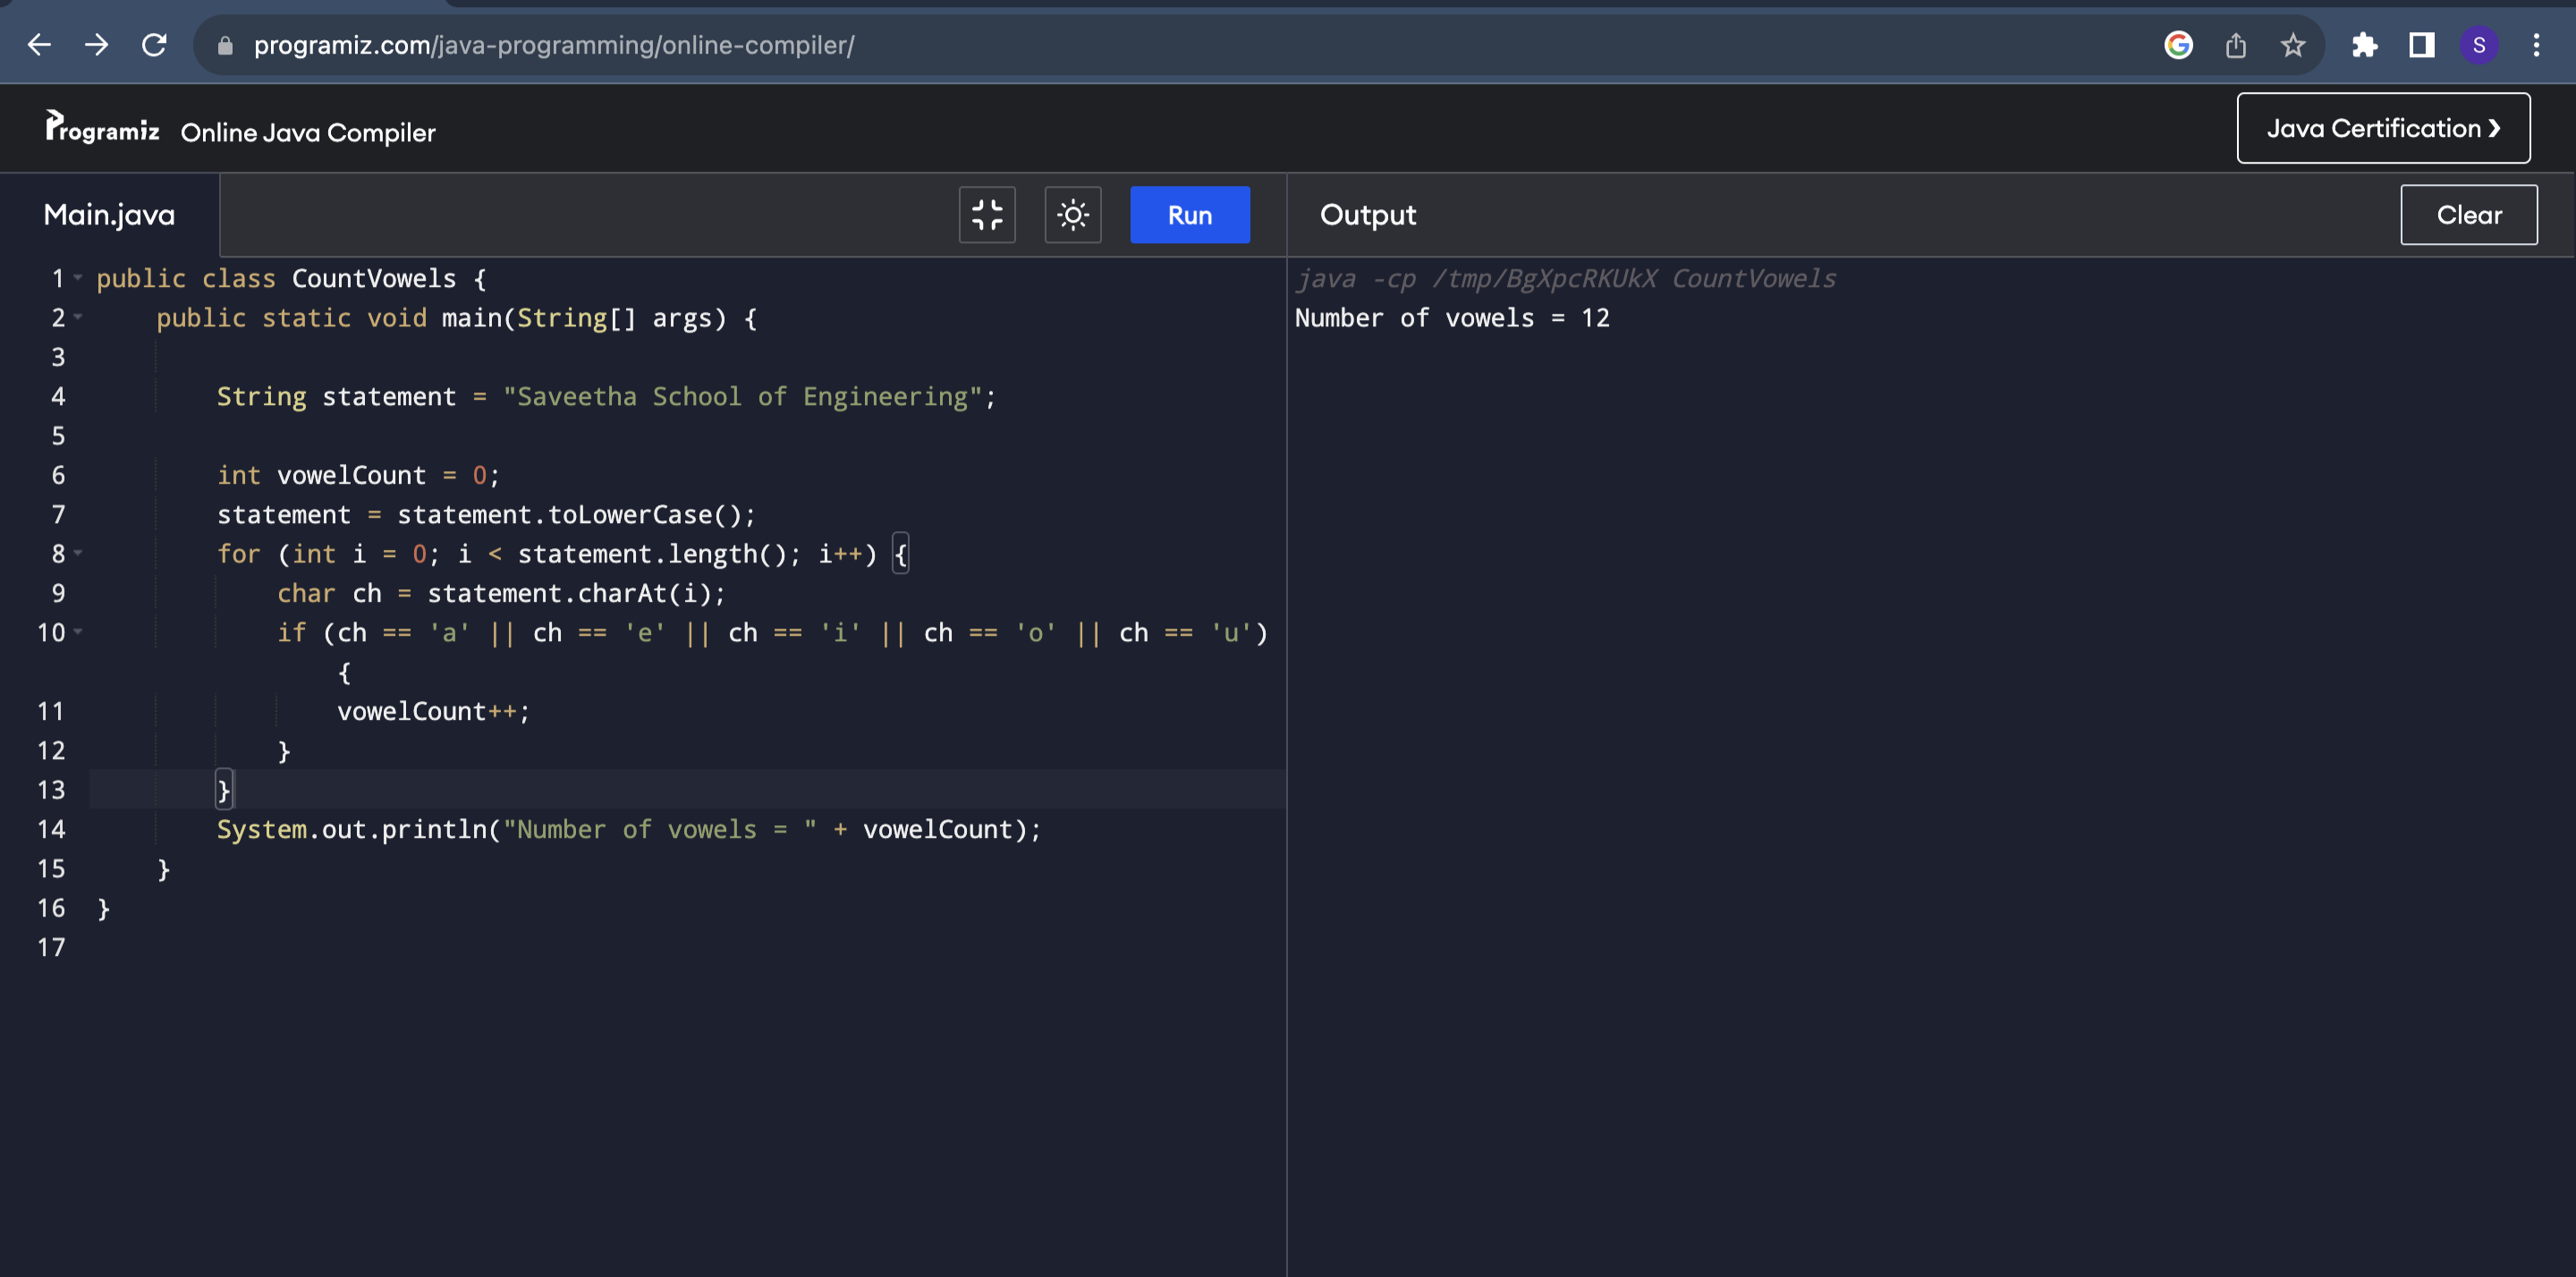 programiz.com/java-programming/online-compiler/
S
Programiz Online Java Compiler
Java Certification ❯
Main.java
Run
Output
Clear
1 public class CountVowels {
2     public static void main(String[] args) {
3
4         String statement = "Saveetha School of Engineering";
5
6         int vowelCount = 0;
7         statement = statement.toLowerCase();
8         for (int i = 0; i < statement.length(); i++) {
9             char ch = statement.charAt(i);
10             if (ch == 'a' || ch == 'e' || ch == 'i' || ch == 'o' || ch == 'u')
                {
11                 vowelCount++;
12             }
13         }
14         System.out.println("Number of vowels = " + vowelCount);
15     }
16 }
17
java -cp /tmp/BgXpcRKUkX CountVowels
Number of vowels = 12